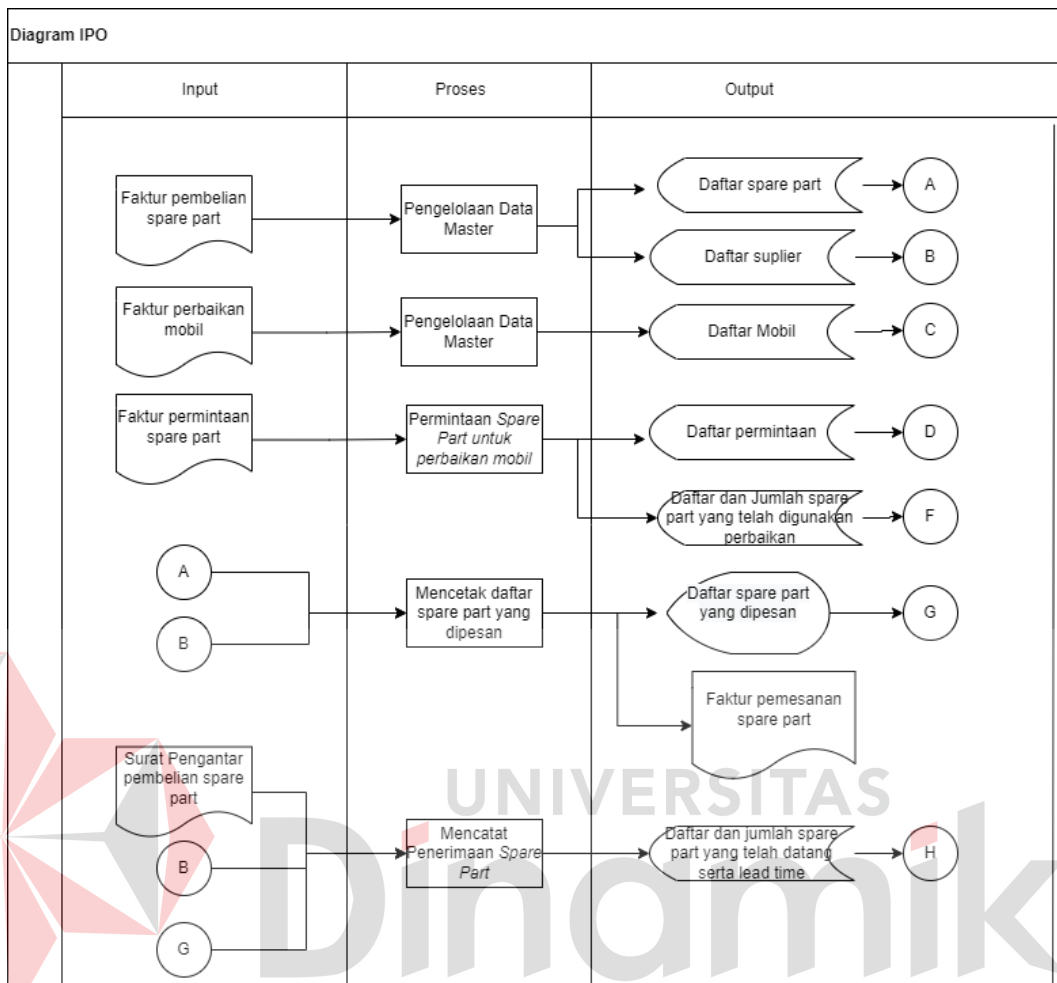 Diagram IPO
Input
Proses
Output
Faktur pembelian
spare part
Pengelolaan Data
Master
Daftar spare part
A
Daftar suplier
B
Faktur perbaikan
mobil
Pengelolaan Data
Master
Daftar Mobil
C
Faktur permintaan
spare part
Permintaan Spare
Part untuk
perbaikan mobil
Daftar permintaan
D
Daftar dan Jumlah spare
part yang telah digunakan
perbaikan
F
A
B
Mencetak daftar
spare part yang
dipesan
Daftar spare part
yang dipesan
G
Faktur pemesanan
spare part
Surat Pengantar
pembelian spare
part
B
G
Mencatat
Penerimaan Spare
Part
Daftar dan jumlah spare
part yang telah datang
serta lead time
H
UNIVERSITAS
Dinamik